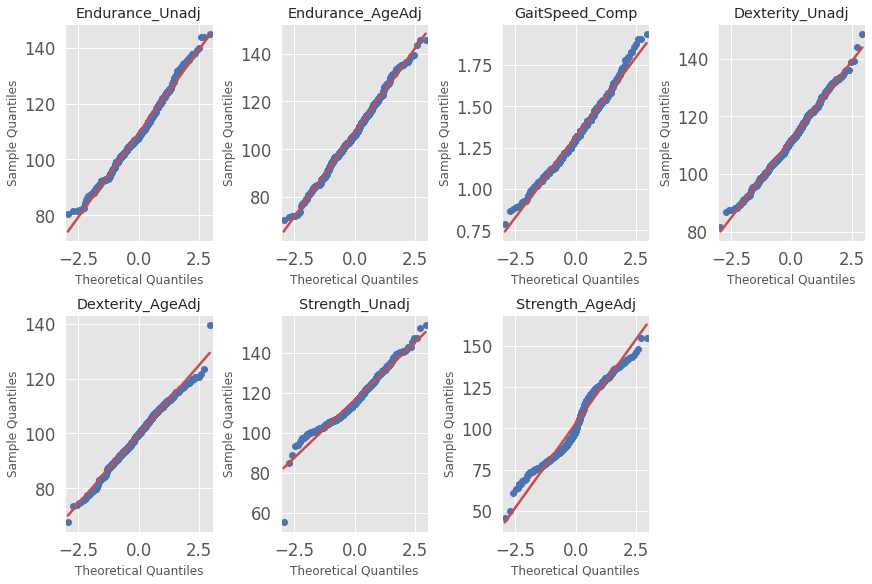 Endurance_Unadj
Endurance_AgeAdj
GaitSpeed_Comp
Dexterity_Unadj
Sample Quantiles
140
120
100
80
−2.5 0.0 2.5
Theoretical Quantiles
Sample Quantiles
140
120
100
80
−2.5 0.0 2.5
Theoretical Quantiles
Sample Quantiles
1.75
1.50
1.25
1.00
0.75
−2.5 0.0 2.5
Theoretical Quantiles
Sample Quantiles
140
120
100
80
−2.5 0.0 2.5
Theoretical Quantiles
Dexterity_AgeAdj
Strength_Unadj
Strength_AgeAdj
Sample Quantiles
140
120
100
80
−2.5 0.0 2.5
Theoretical Quantiles
Sample Quantiles
140
120
100
80
60
−2.5 0.0 2.5
Theoretical Quantiles
Sample Quantiles
150
125
100
75
50
−2.5 0.0 2.5
Theoretical Quantiles